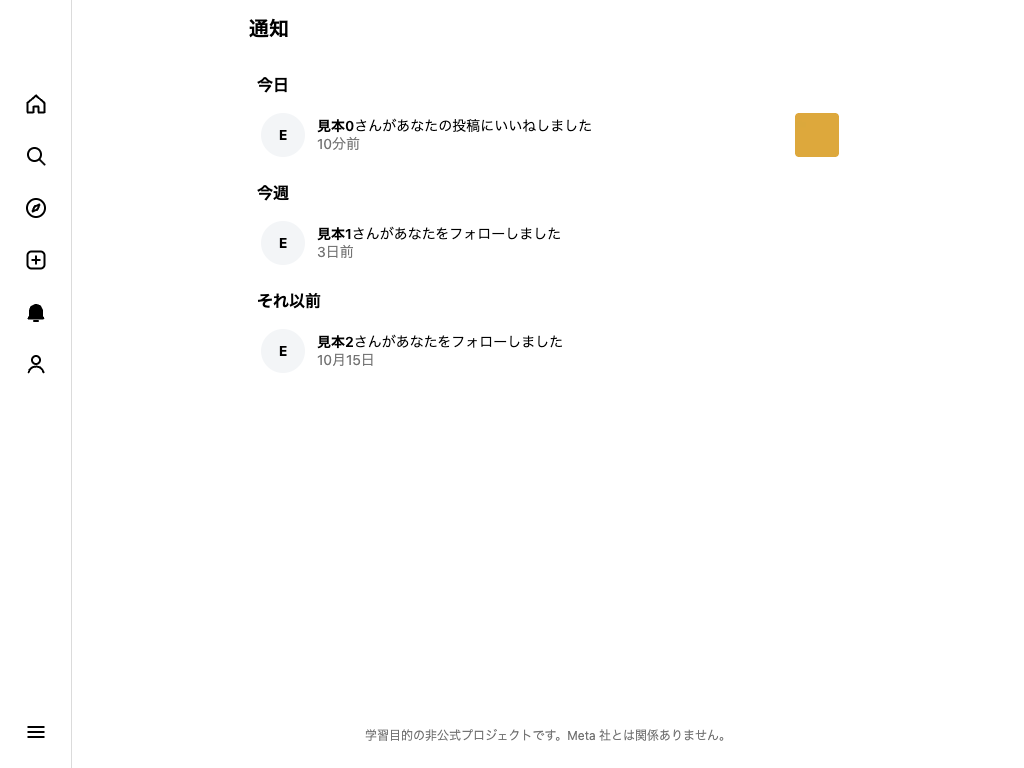 通知
今日
E
見本0さんがあなたの投稿にいいねしました
10分前
今週
E
見本1さんがあなたをフォローしました
3日前
それ以前
E
見本2さんがあなたをフォローしました
10月15日
学習目的の非公式プロジェクトです。Meta 社とは関係ありません。